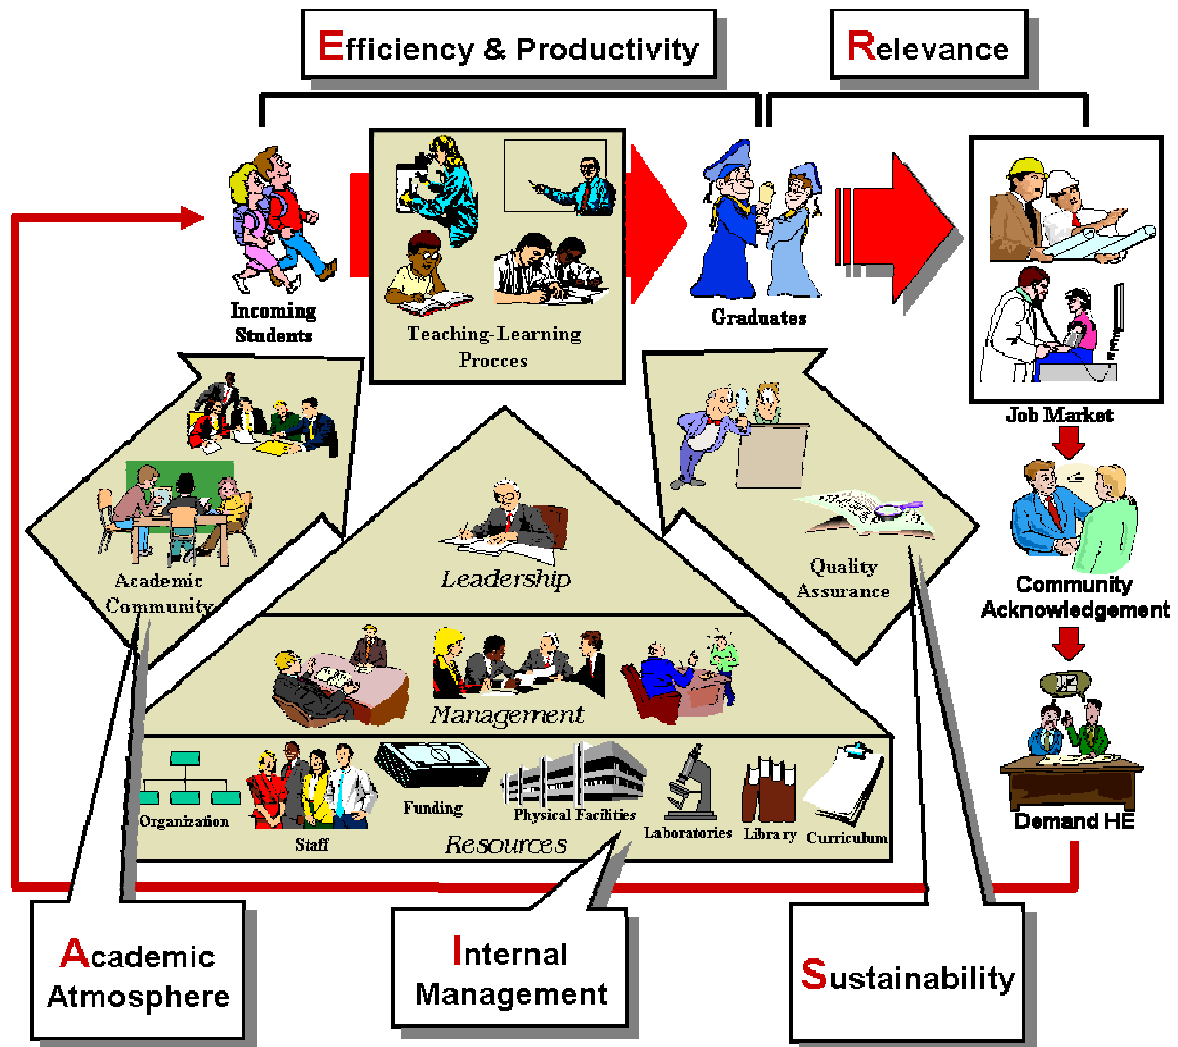 Efficiency & Productivity
Relevance
Incoming
Students
Teaching-Learning
Procces
Graduates
Job Market
Academic
Community
Leadership
Quality
Assurance
Community
Acknowledgement
Management
Organization
Staff
Funding
Physical Facilities
Laboratories
Library
Curriculum
Resources
Demand HE
Academic
Atmosphere
Internal
Management
Sustainability